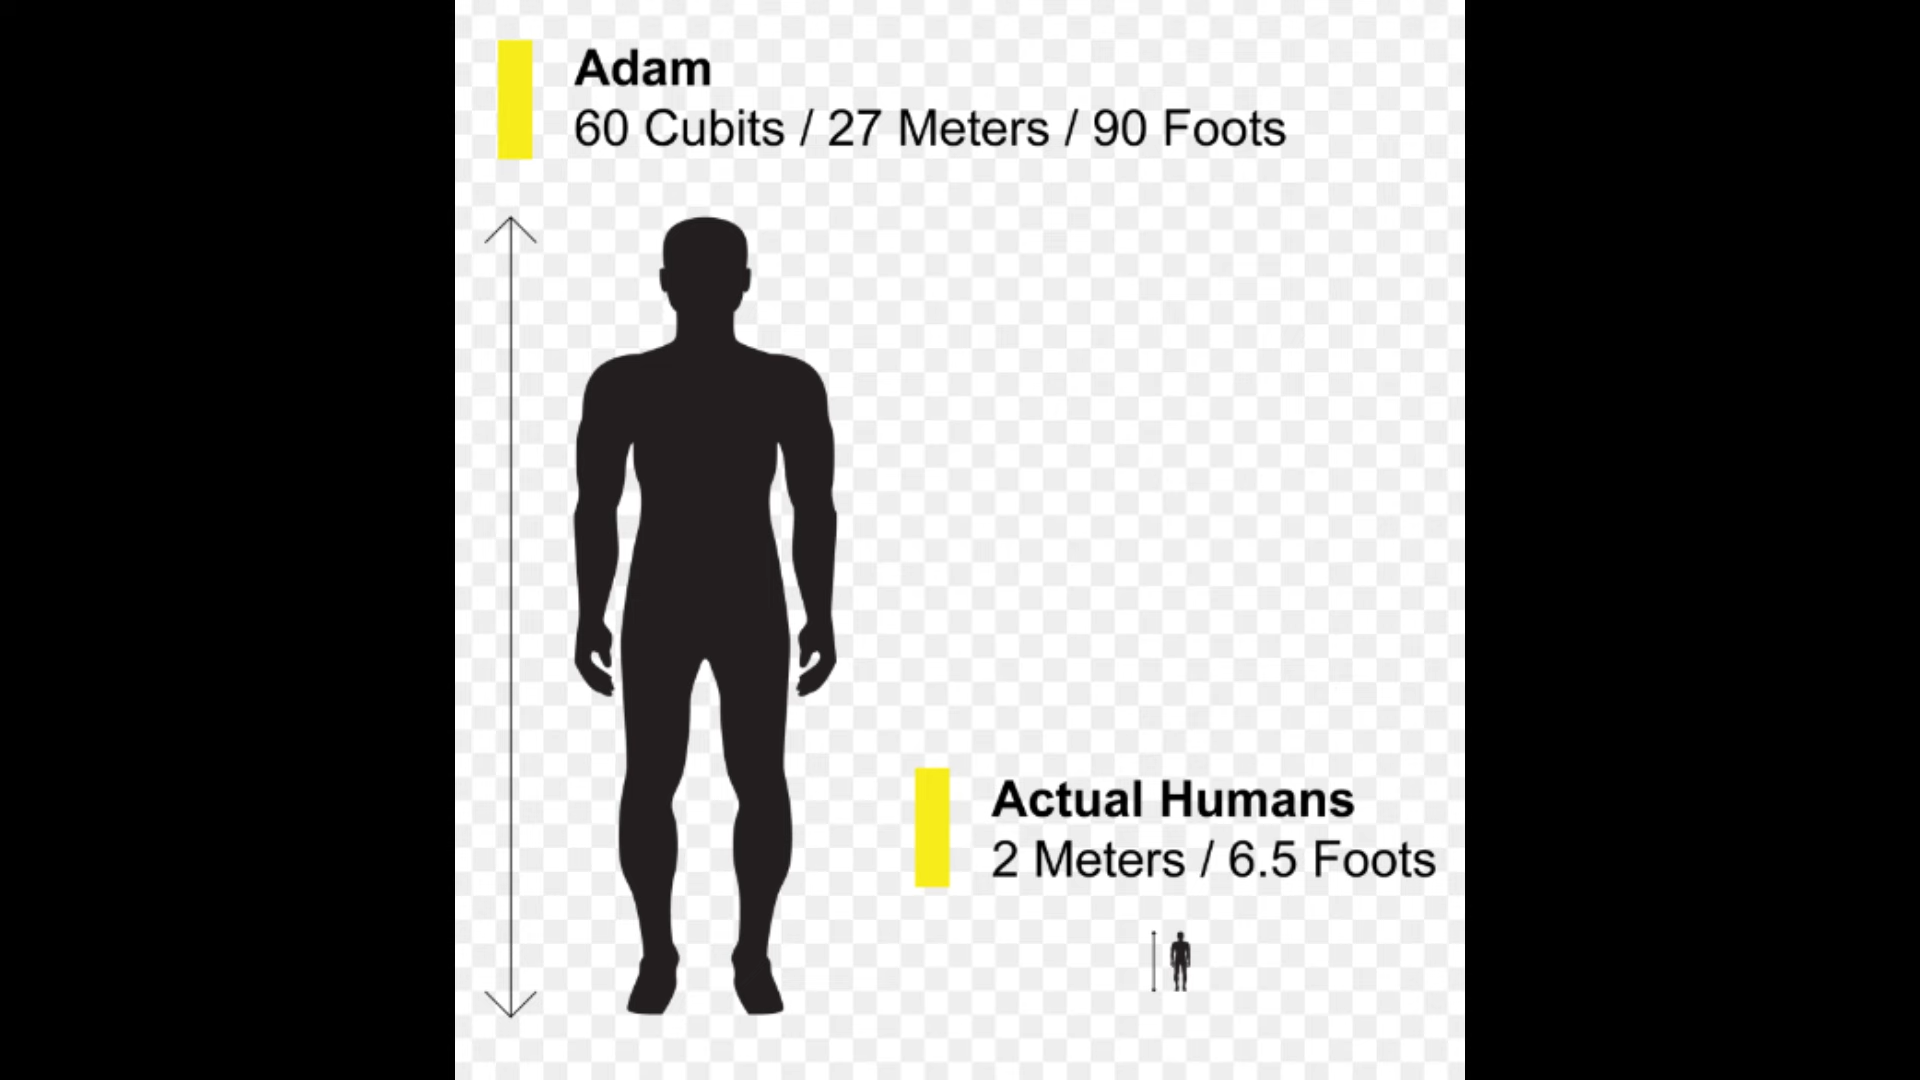 Adam
60 Cubits / 27 Meters / 90 Foots
Actual Humans
2 Meters / 6.5 Foots